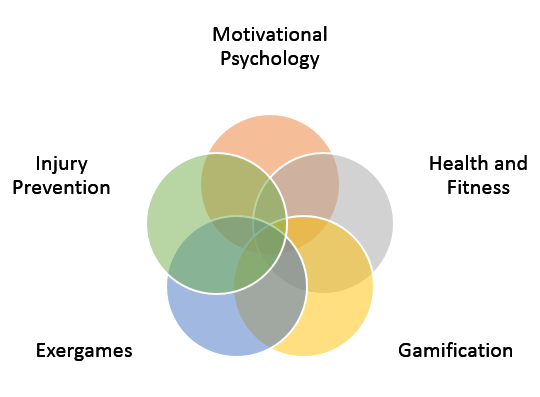 Motivational
Psychology
Injury
Prevention
Health and
Fitness
Exergames
Gamification